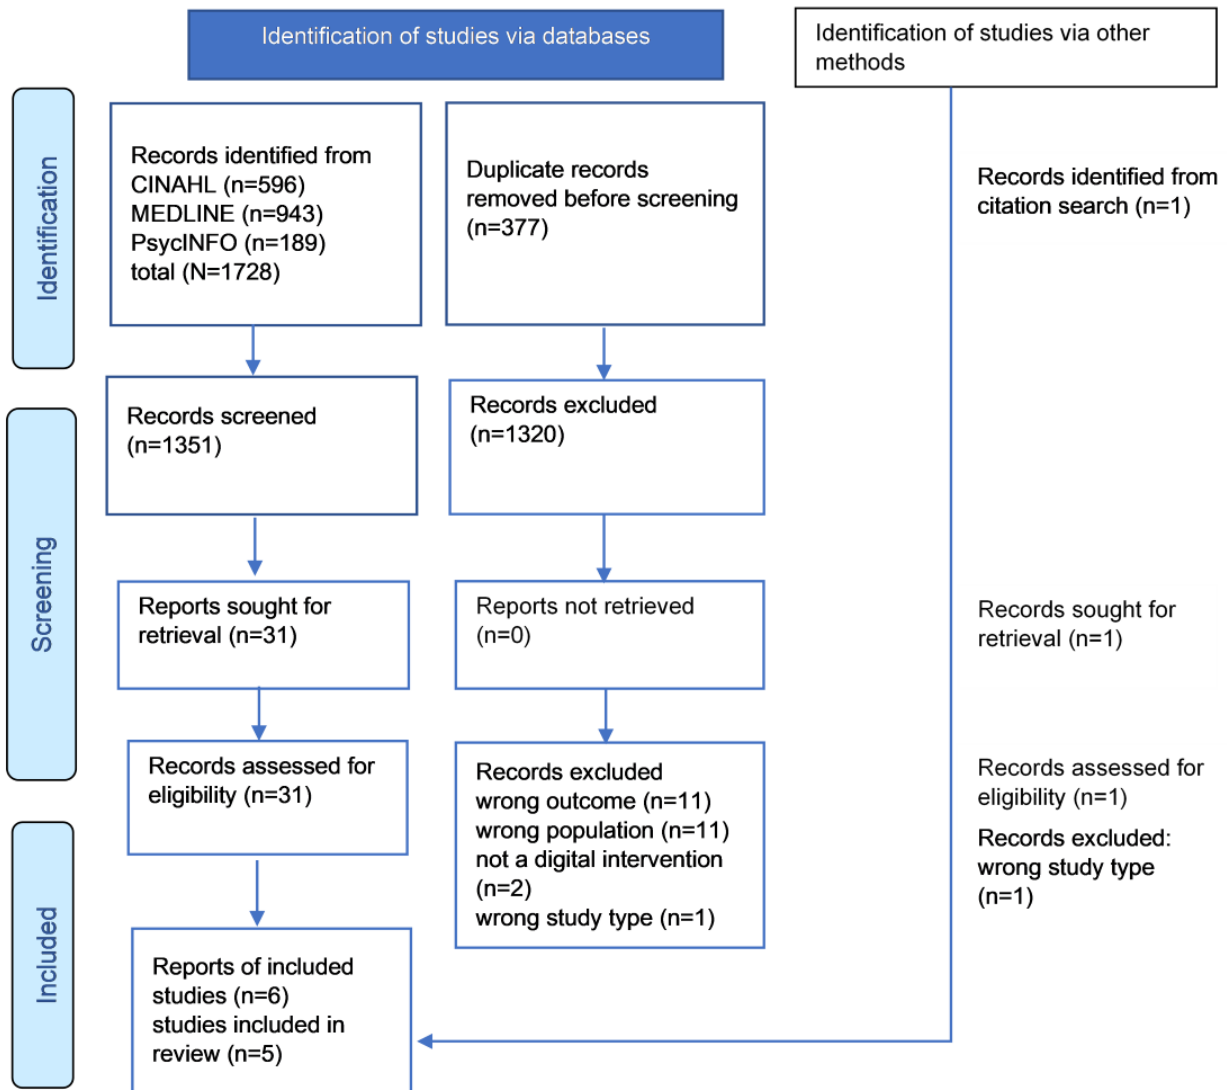 Identification of studies via databases
Identification of studies via other
methods
Identification
Records identified from
CINAHL (n=596)
MEDLINE (n=943)
PsycINFO (n=189)
total (N=1728)
Duplicate records
removed before screening
(n=377)
Records identified from
citation search (n=1)
Screening
Records screened
(n=1351)
Records excluded
(n=1320)
Reports sought for
retrieval (n=31)
Reports not retrieved
(n=0)
Records sought for
retrieval (n=1)
Records assessed for
eligibility (n=31)
Records excluded
wrong outcome (n=11)
wrong population (n=11)
not a digital intervention
(n=2)
wrong study type (n=1)
Records assessed for
eligibility (n=1)
Records excluded:
wrong study type
(n=1)
Included
Reports of included
studies (n=6)
studies included in
review (n=5)